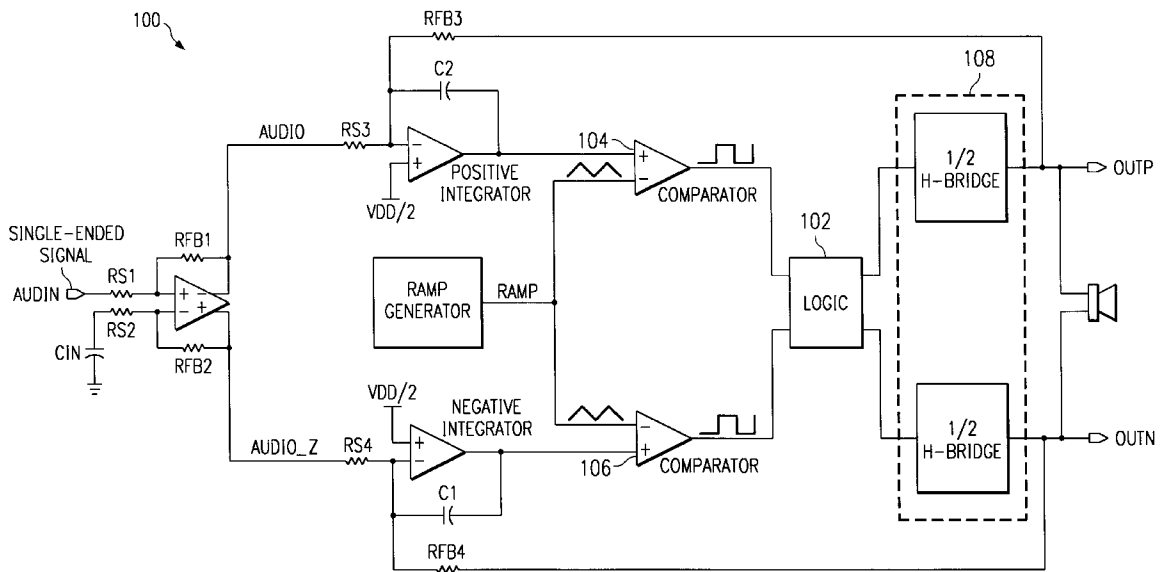 100
RFB3
C2
108
AUDIO
RS3
104
+
−
1/2
H-BRIDGE
OUTP
−
+
POSITIVE
INTEGRATOR
COMPARATOR
VDD/2
SINGLE-ENDED
SIGNAL
RFB1
102
AUDIN
RS1
+ −
− +
RS2
RAMP
GENERATOR
RAMP
LOGIC
CIN
RFB2
VDD/2
NEGATIVE
INTEGRATOR
AUDIO_Z
RS4
+
−
−
+
106
COMPARATOR
1/2
H-BRIDGE
OUTN
C1
RFB4